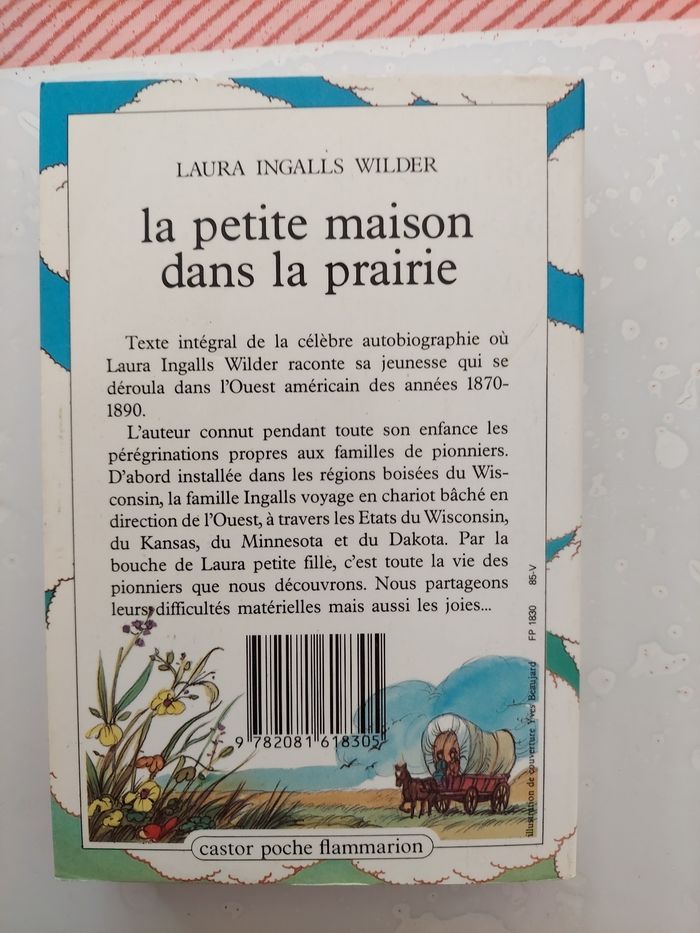 LAURA INGALLS WILDER
la petite maison
dans la prairie
Texte intégral de la célèbre autobiographie où
Laura Ingalls Wilder raconte sa jeunesse qui se
déroula dans l'Ouest américain des années 1870-
1890.
L'auteur connut pendant toute son enfance les
pérégrinations propres aux familles de pionniers.
D'abord installée dans les régions boisées du Wis-
consin, la famille Ingalls voyage en chariot bâché en
direction de l'Ouest, à travers les Etats du Wisconsin,
du Kansas, du Minnesota et du Dakota. Par la
bouche de Laura petite fille, c'est toute la vie des
pionniers que nous découvrons. Nous partageons
leurs difficultés matérielles mais aussi les joies...
9 782081 618305
FP 1830 85-V
illustration de couverture Yves Beaujard
castor poche flammarion